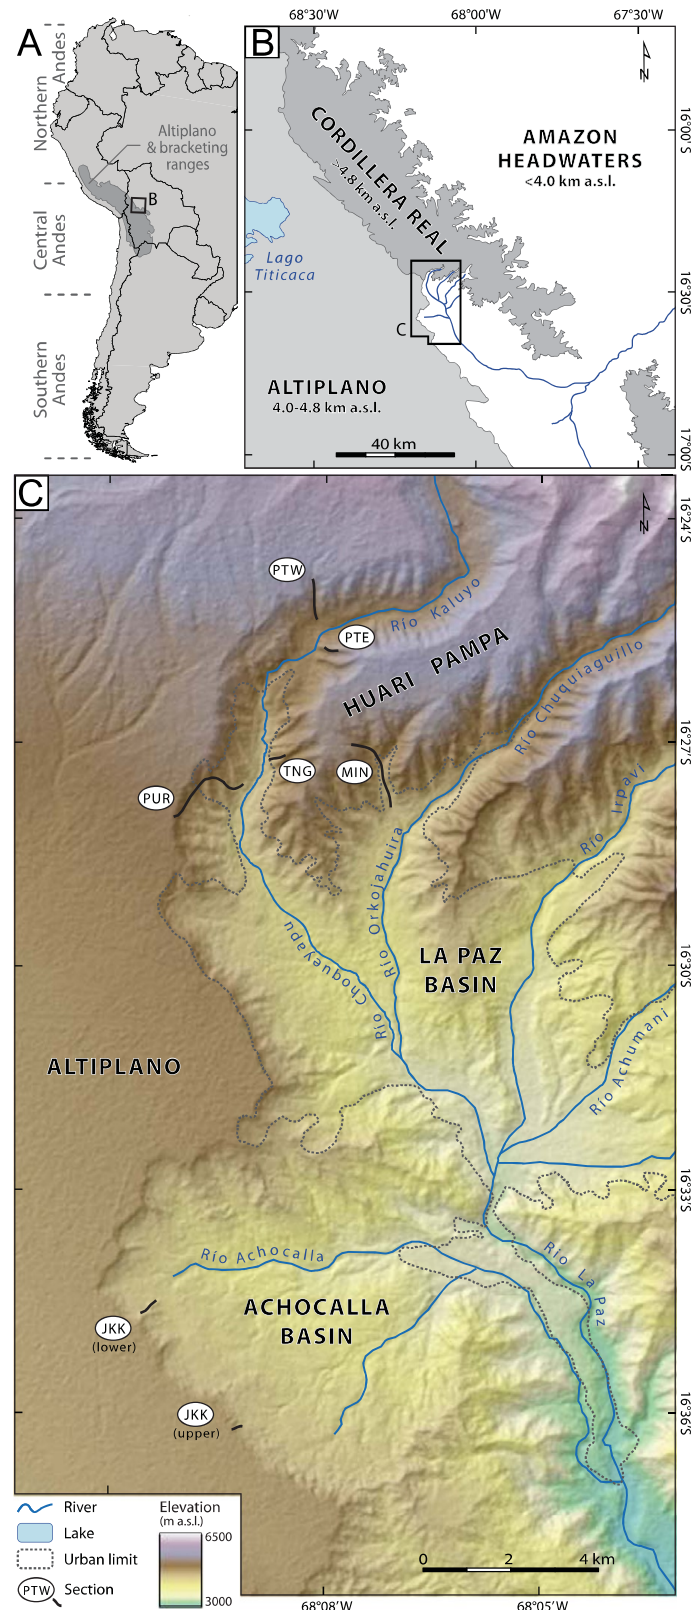 A
Northern
Andes
Central
Andes
Southern
Andes
Altiplano
& bracketing
ranges
B
68°30'W
68°00'W
67°30'W
B
N
16°00'S
16°30'S
17°00'S
CORDILLERA REAL
>4.8 km a.s.l.
AMAZON
HEADWATERS
<4.0 km a.s.l.
Lago
Titicaca
C
ALTIPLANO
4.0-4.8 km a.s.l.
40 km
C
N
16°24'S
PTW
Río Kaluyo
PTE
HUARI PAMPA
Río Chuquiaguillo
16°27'S
TNG
MIN
PUR
Río Irpavi
Río Orkojahuira
Río Choqueyapu
LA PAZ
BASIN
16°30'S
Río Achumani
ALTIPLANO
16°33'S
Río Achocalla
Río La Paz
ACHOCALLA
BASIN
JKK
(lower)
JKK
(upper)
16°36'S
River
Lake
Urban limit
PTW
Section
Elevation
(m a.s.l.)
6500
3000
0 2 4 km
68°08'W
68°05'W